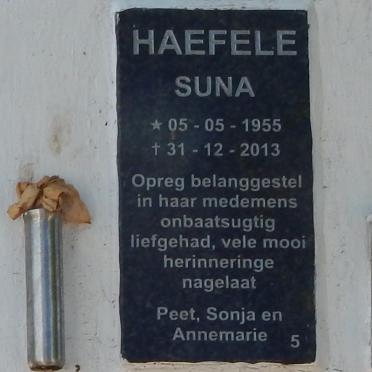 HAEFELE
SUNA
★ 05 - 05 - 1955
† 31 - 12 - 2013
Opreg belanggestel
in haar medemens
onbaatsugtig
liefgehad, vele mooi
herinneringe
nagelaat
Peet, Sonja en
Annemarie
5